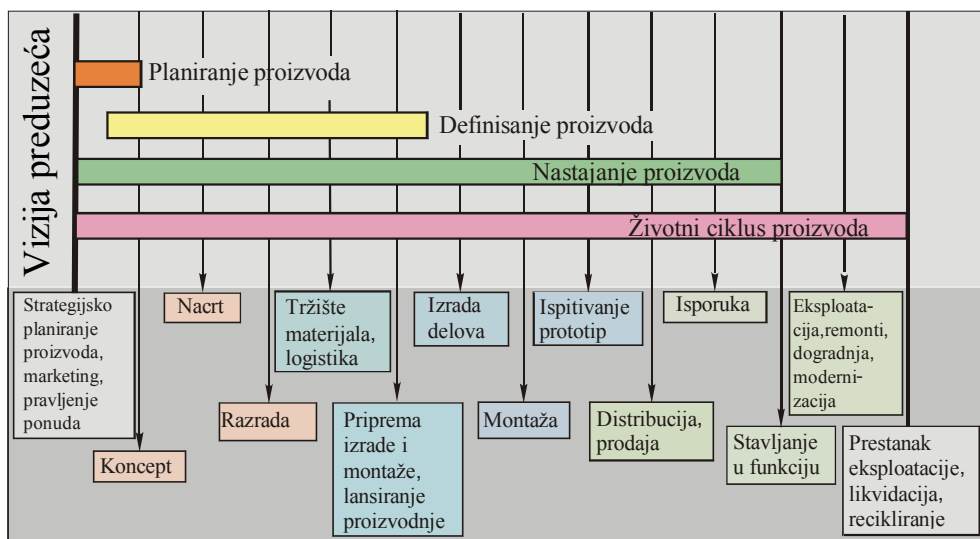 Vizija preduzeća
Planiranje proizvoda
Definisanje proizvoda
Nastajanje proizvoda
Životni ciklus proizvoda
Strategijsko
planiranje
proizvoda,
marketing,
pravljenje
ponuda
Koncept
Nacrt
Razrada
Tržište
materijala,
logistika
Priprema
izrade i
montaže,
lansiranje
proizvodnje
Izrada
delova
Montaža
Ispitivanje
prototip
Distribucija,
prodaja
Isporuka
Stavljanje
u funkciju
Eksploata-
cija,remonti,
dogradnja,
moderni-
zacija
Prestanak
eksploatacije,
likvidacija,
recikliranje